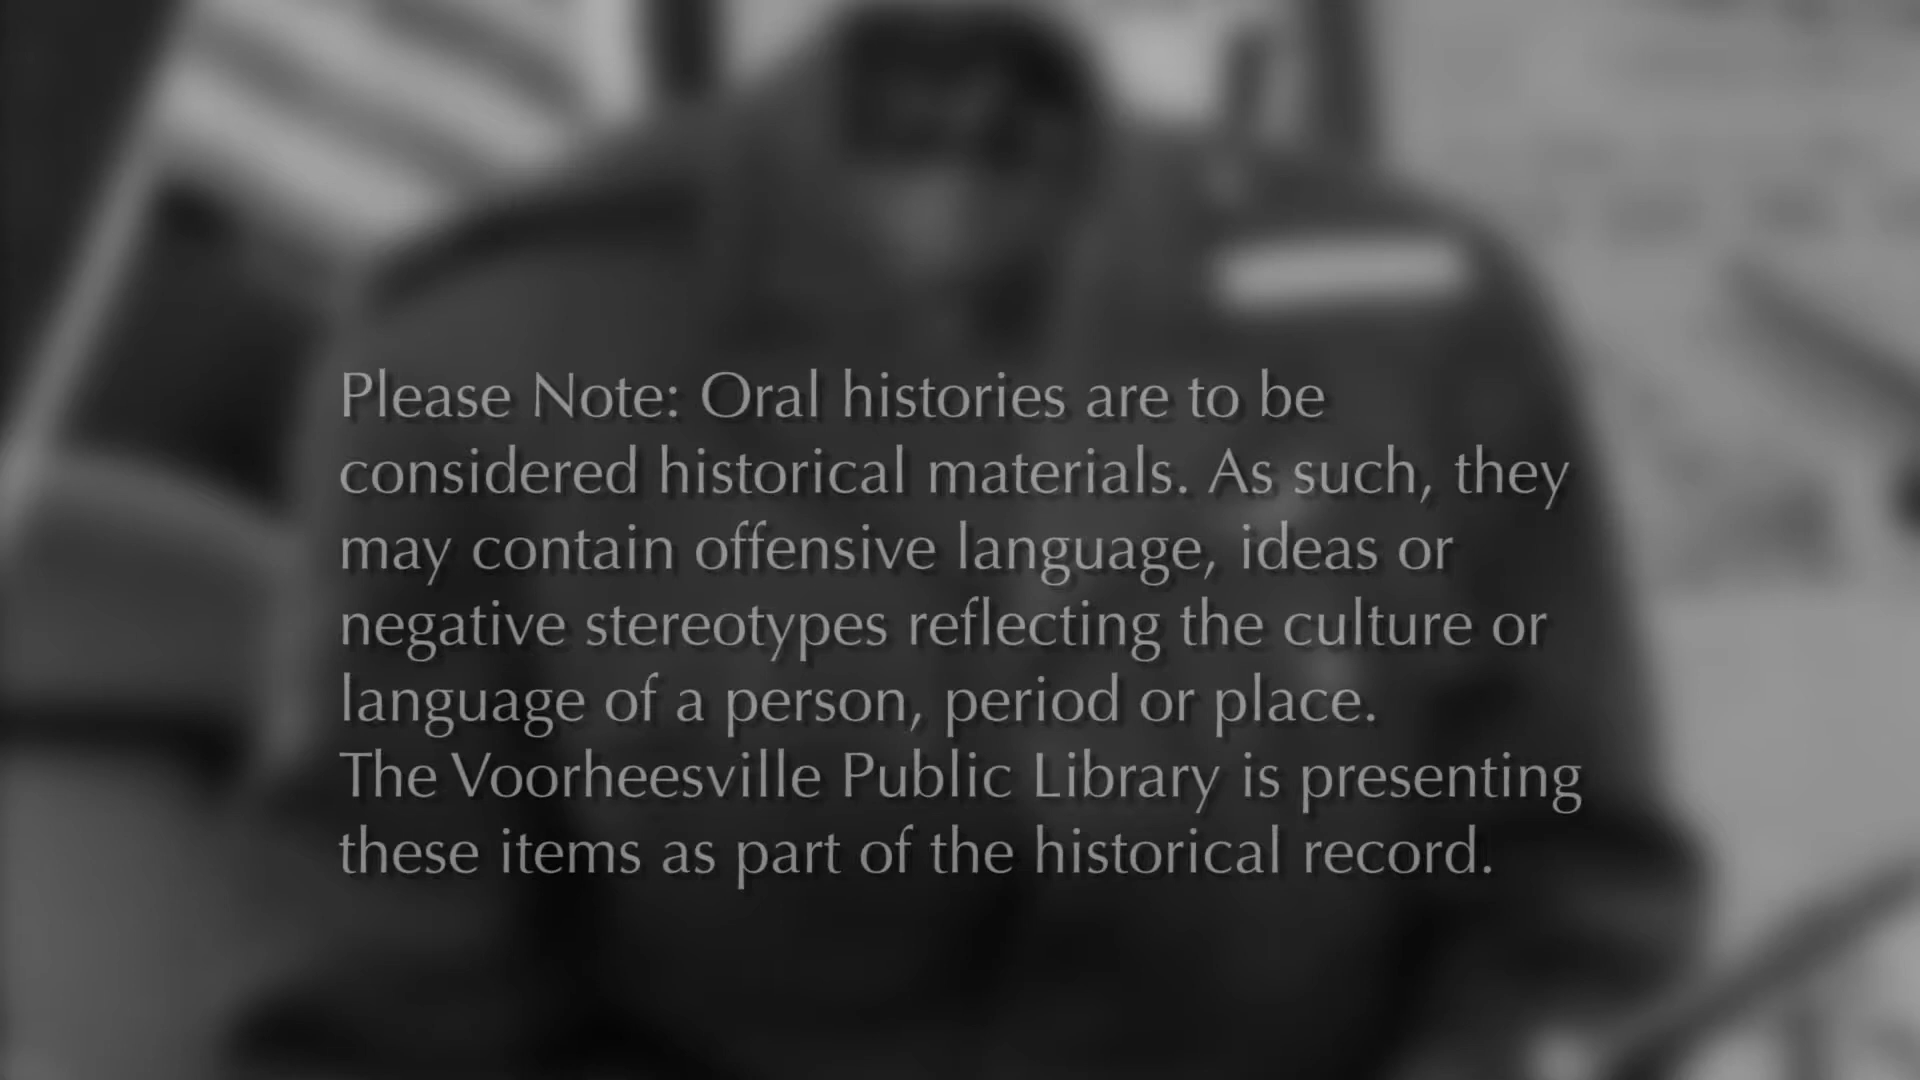 Please Note: Oral histories are to be
considered historical materials. As such, they
may contain offensive language, ideas or
negative stereotypes reflecting the culture or
language of a person, period or place.
The Voorheesville Public Library is presenting
these items as part of the historical record.